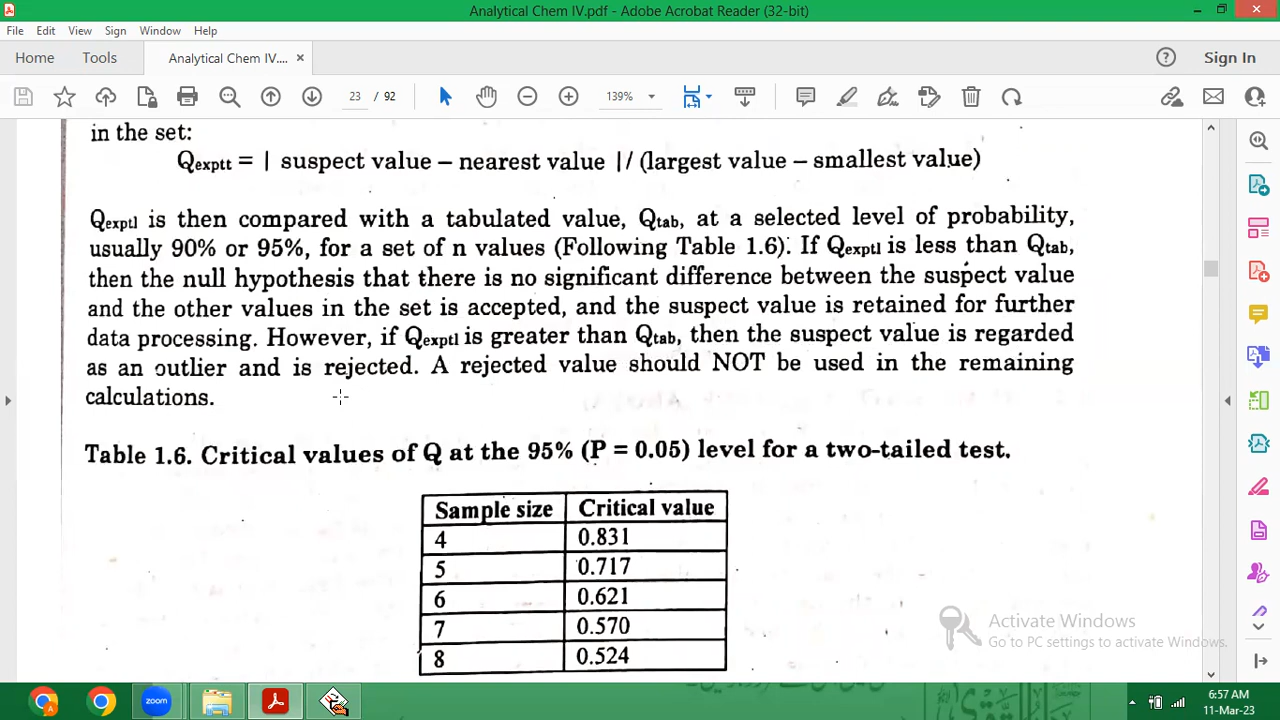 Analytical Chem IV.pdf - Adobe Acrobat Reader (32-bit)
File Edit View Sign Window Help
Home Tools Analytical Chem IV.... × Sign In
23 / 92 139%
in the set:
Qexptt = | suspect value – nearest value |/ (largest value – smallest value)
Qexptl is then compared with a tabulated value, Qtab, at a selected level of probability,
usually 90% or 95%, for a set of n values (Following Table 1.6). If Qexptl is less than Qtab,
then the null hypothesis that there is no significant difference between the suspect value
and the other values in the set is accepted, and the suspect value is retained for further
data processing. However, if Qexptl is greater than Qtab, then the suspect value is regarded
as an outlier and is rejected. A rejected value should NOT be used in the remaining
calculations.
Table 1.6. Critical values of Q at the 95% (P = 0.05) level for a two-tailed test.
Sample size Critical value
4 0.831
5 0.717
6 0.621
7 0.570
8 0.524
Activate Windows
Go to PC settings to activate Windows.
zoom
6:57 AM
11-Mar-23